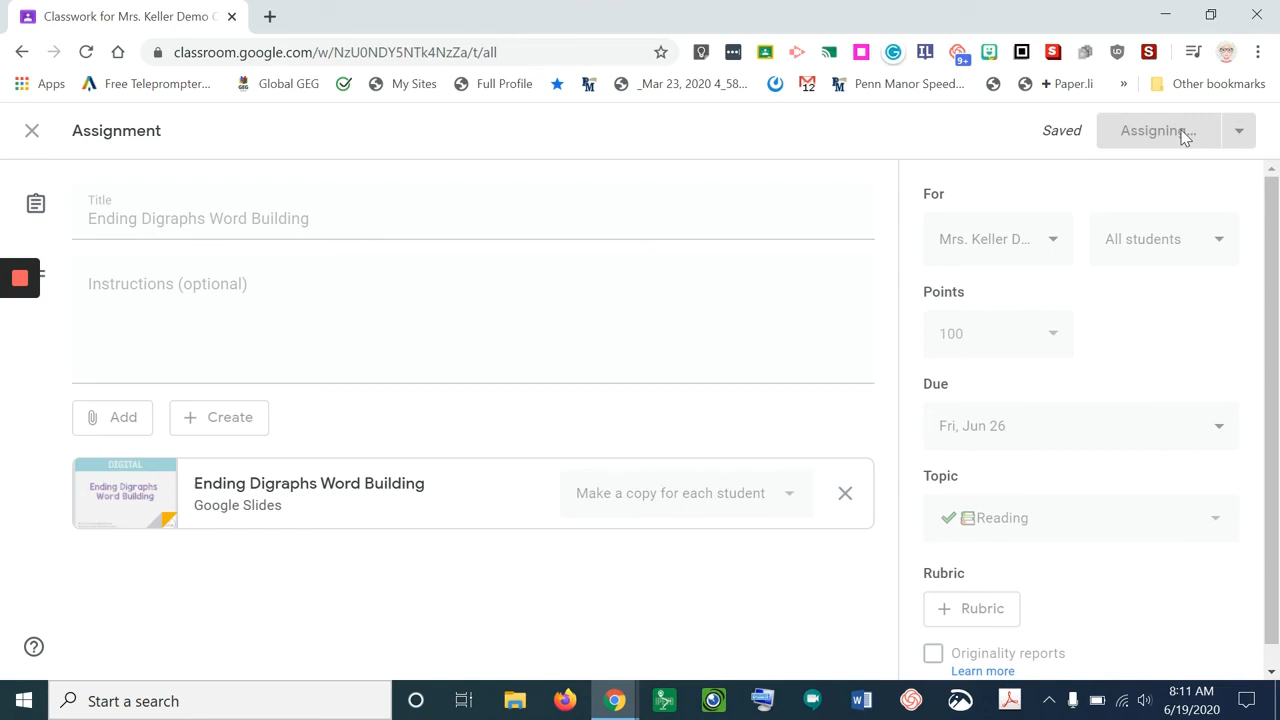 Classwork for Mrs. Keller Demo C
classroom.google.com/w/NzU0NDY5NTk4NzZa/t/all
IL
9+
S
S
Apps
Free Teleprompter...
Global GEG
My Sites
Full Profile
_Mar 23, 2020 4_58...
12
Penn Manor Speed...
+ Paper.li
»
Other bookmarks
Assignment
Saved
Assigning...
Title
Ending Digraphs Word Building
Instructions (optional)
Add
Create
DIGITAL
Ending Digraphs
Word Building
Ending Digraphs Word Building
Google Slides
Make a copy for each student
For
Mrs. Keller D...
All students
Points
100
Due
Fri, Jun 26
Topic
Reading
Rubric
Rubric
Originality reports
Learn more
Start a search
8:11 AM
6/19/2020